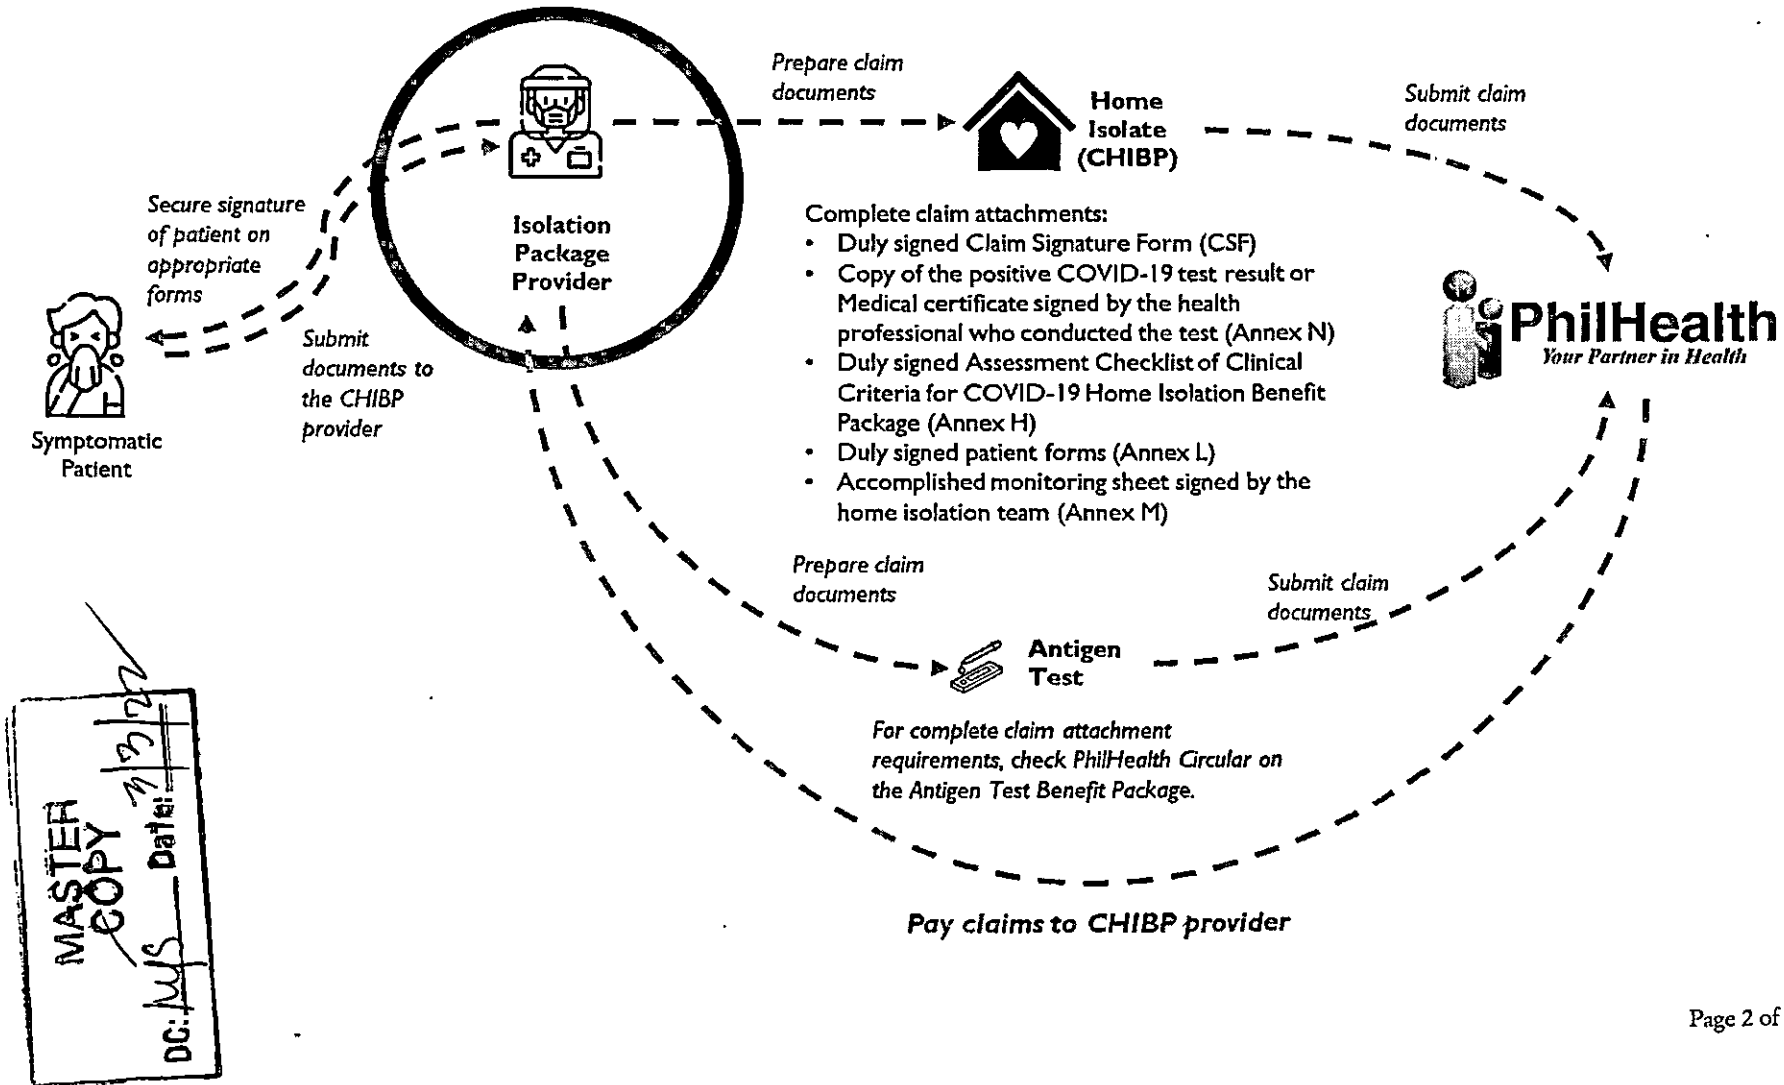 Prepare claim
documents
Home
Isolate
(CHIBP)
Submit claim
documents
Secure signature
of patient on
appropriate
forms
Isolation
Package
Provider
Submit
documents to
the CHIBP
provider
Symptomatic
Patient
Complete claim attachments:
• Duly signed Claim Signature Form (CSF)
• Copy of the positive COVID-19 test result or
Medical certificate signed by the health
professional who conducted the test (Annex N)
• Duly signed Assessment Checklist of Clinical
Criteria for COVID-19 Home Isolation Benefit
Package (Annex H)
• Duly signed patient forms (Annex L)
• Accomplished monitoring sheet signed by the
home isolation team (Annex M)
PhilHealth
Your Partner in Health
Prepare claim
documents
Submit claim
documents
Antigen
Test
For complete claim attachment
requirements, check PhilHealth Circular on
the Antigen Test Benefit Package.
Pay claims to CHIBP provider
MASTER
COPY
DC: Date:
Page 2 of